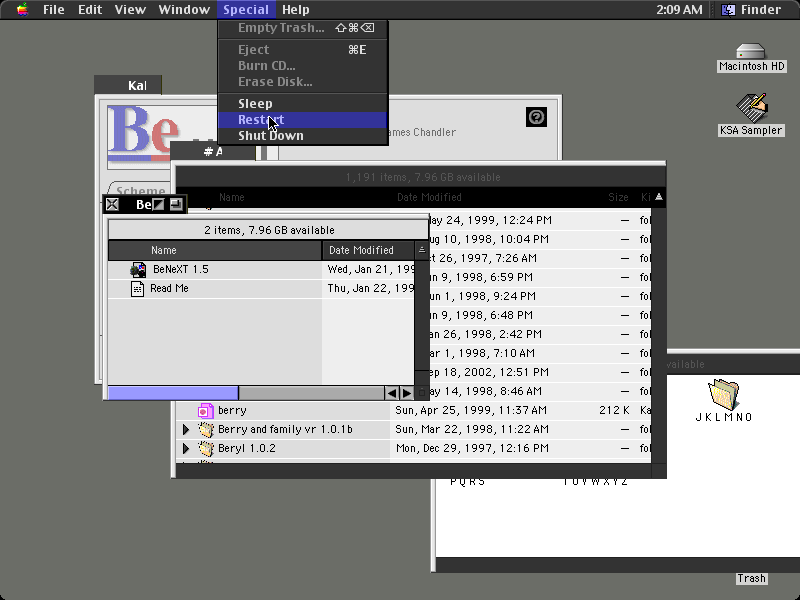 File Edit View Window Special Help 2:09 AM Finder
Empty Trash... ⇧⌘⌫
Eject ⌘E
Burn CD...
Erase Disk...
Sleep
Restart
Shut Down
Macintosh HD
KSA Sampler
Kal
Be
ames Chandler
# A
Scheme
1,191 items, 7.96 GB available
Name Date Modified Size Ki
ay 24, 1999, 12:24 PM — fol
ug 10, 1998, 10:04 PM — fol
t 26, 1997, 7:26 AM — fol
n 9, 1998, 6:59 PM — fol
un 1, 1998, 9:24 PM — fol
n 9, 1998, 6:48 PM — fol
an 26, 1998, 2:42 PM — fol
ar 1, 1998, 7:10 AM — fol
ep 18, 2002, 12:51 PM — fol
ay 14, 1998, 8:46 AM — fol
berry Sun, Apr 25, 1999, 11:37 AM 212 K Ka
Berry and family vr 1.0.1b Sun, Mar 22, 1998, 11:22 AM — fol
Beryl 1.0.2 Mon, Dec 29, 1997, 12:16 PM — fol
Be
2 items, 7.96 GB available
Name Date Modified
BeNeXT 1.5 Wed, Jan 21, 199
Read Me Thu, Jan 22, 199
vailable
J K L M N O
P Q R S T U V W X Y Z
Trash